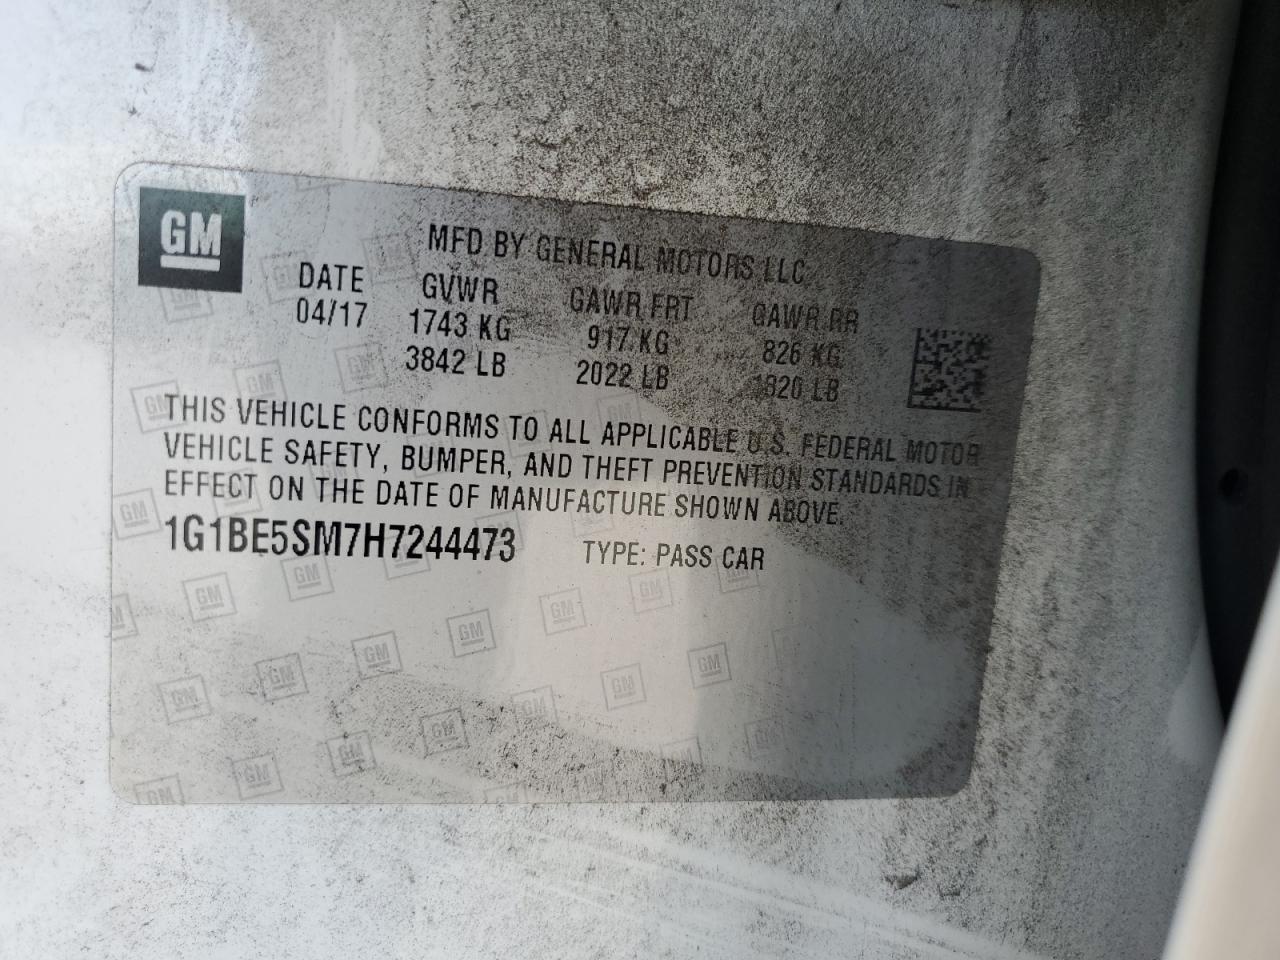 GM
MFD BY GENERAL MOTORS LLC
DATE GVWR GAWR FRT GAWR RR
04/17 1743 KG 917 KG 826 KG
3842 LB 2022 LB 1820 LB
THIS VEHICLE CONFORMS TO ALL APPLICABLE U.S. FEDERAL MOTOR
VEHICLE SAFETY, BUMPER, AND THEFT PREVENTION STANDARDS IN
EFFECT ON THE DATE OF MANUFACTURE SHOWN ABOVE.
1G1BE5SM7H7244473 TYPE: PASS CAR